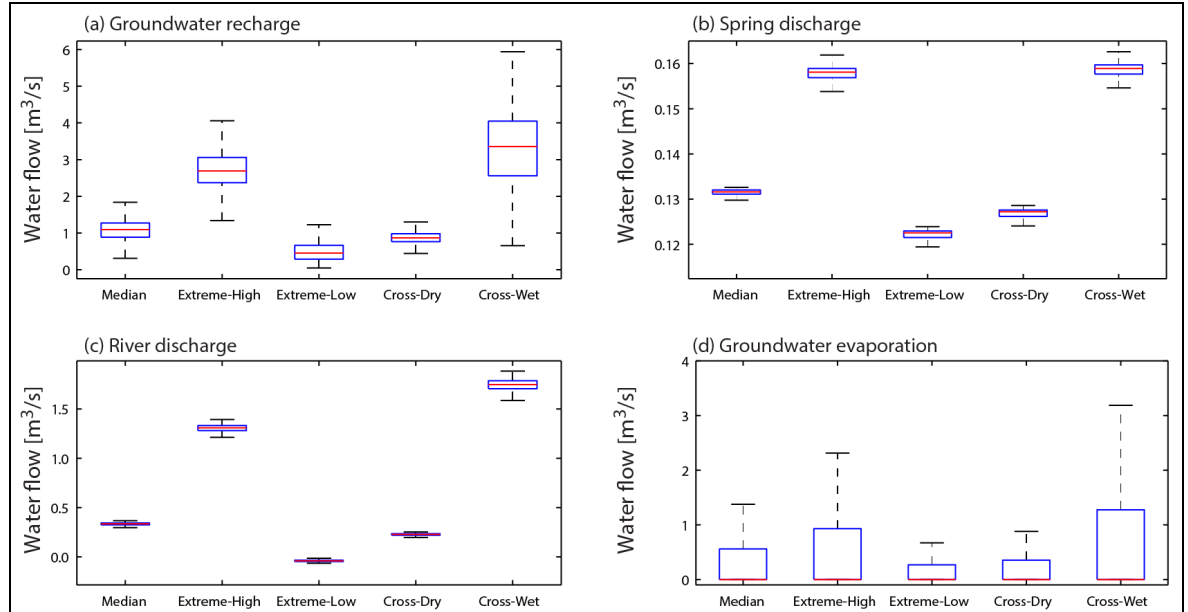 (a) Groundwater recharge
Water flow [m³/s]
6
5
4
3
2
1
0
Median Extreme-High Extreme-Low Cross-Dry Cross-Wet
(b) Spring discharge
Water flow [m³/s]
0.16
0.15
0.14
0.13
0.12
Median Extreme-High Extreme-Low Cross-Dry Cross-Wet
(c) River discharge
Water flow [m³/s]
1.5
1.0
0.5
0.0
Median Extreme-High Extreme-Low Cross-Dry Cross-Wet
(d) Groundwater evaporation
Water flow [m³/s]
4
3
2
1
0
Median Extreme-High Extreme-Low Cross-Dry Cross-Wet